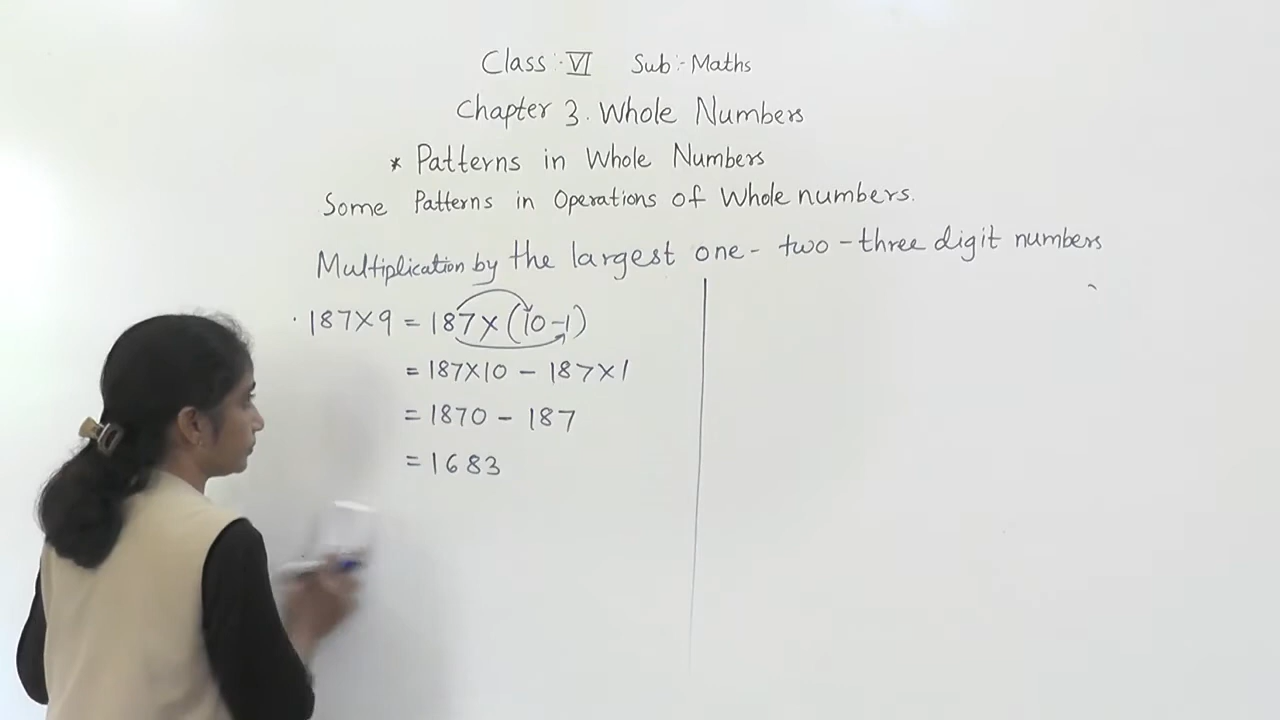 Class :- VI Sub :- Maths
Chapter 3. Whole Numbers
* Patterns in Whole Numbers
Some Patterns in Operations of Whole numbers.
Multiplication by the largest one - two - three digit numbers
. 187×9 = 187×(10-1)
= 187×10 - 187×1
= 1870 - 187
= 1683